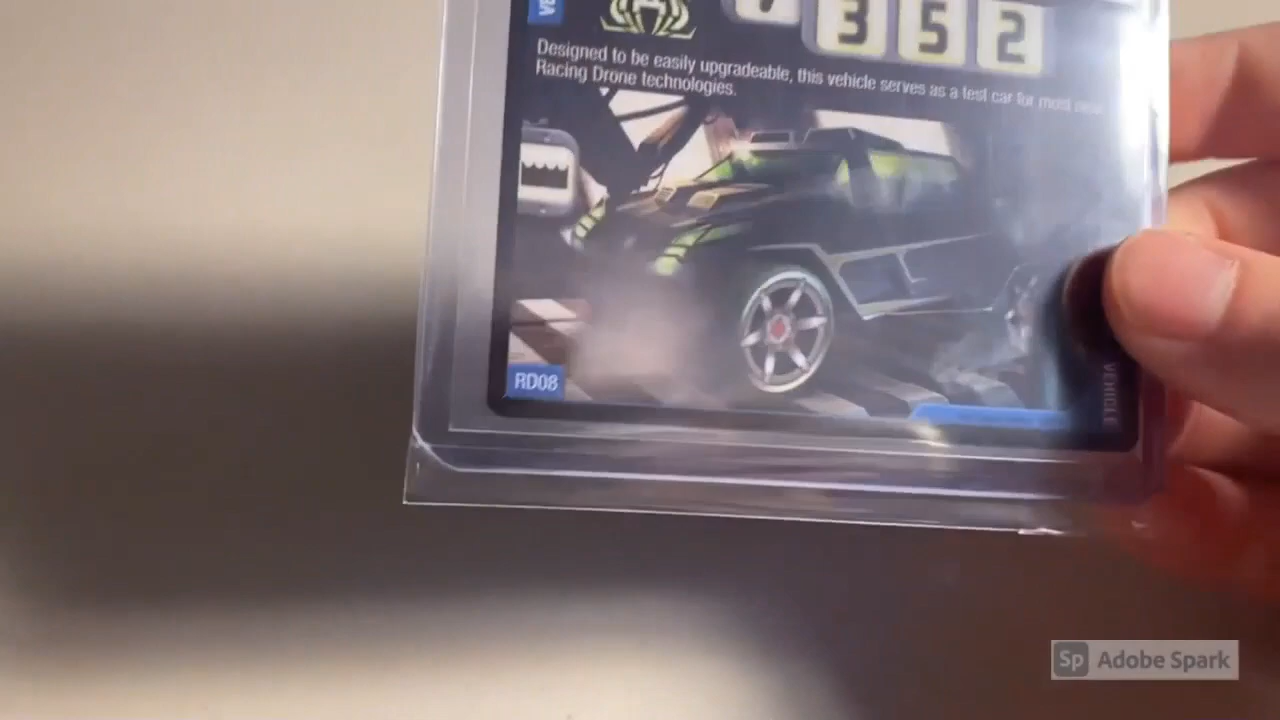 3 5 2
Designed to be easily upgradeable, this vehicle serves as a test car for most new
Racing Drone technologies.
RD08
VEHICLE
Sp Adobe Spark